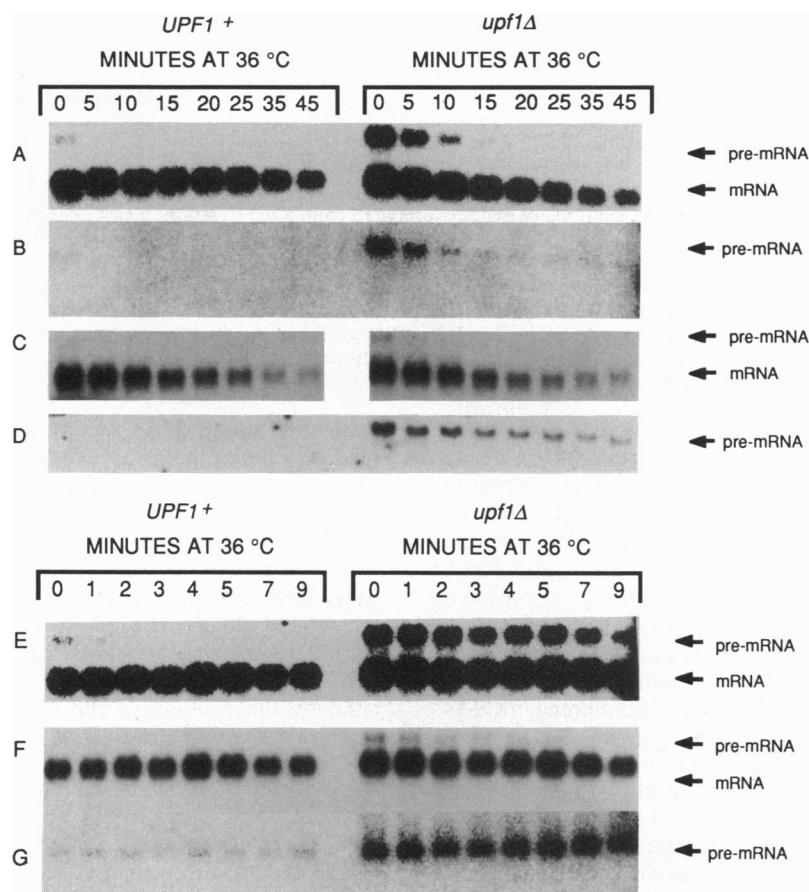 UPF1 + upf1Δ
MINUTES AT 36 °C MINUTES AT 36 °C
0 5 10 15 20 25 35 45 0 5 10 15 20 25 35 45
A pre-mRNA
mRNA
B pre-mRNA
C pre-mRNA
mRNA
D pre-mRNA
UPF1+ upf1Δ
MINUTES AT 36 °C MINUTES AT 36 °C
0 1 2 3 4 5 7 9 0 1 2 3 4 5 7 9
E pre-mRNA
mRNA
F pre-mRNA
mRNA
G pre-mRNA